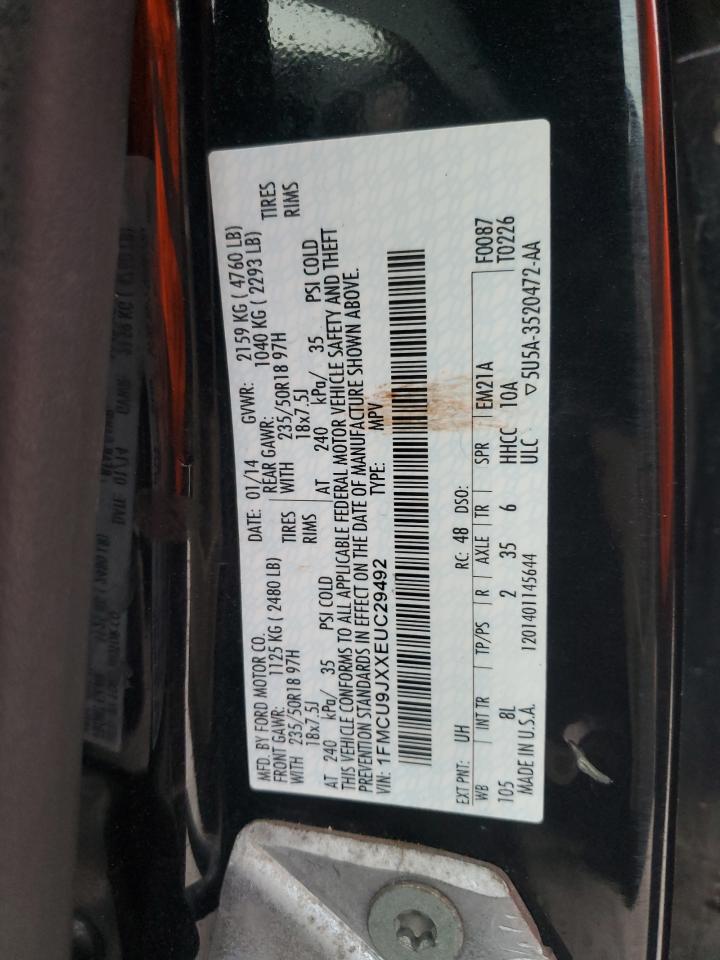 MFD. BY FORD MOTOR CO.
DATE: 01/14 GVWR: 2159 KG ( 4760 LB)
FRONT GAWR: 1125 KG ( 2480 LB) REAR GAWR: 1040 KG ( 2293 LB)
WITH 235/50R18 97H TIRES WITH 235/50R18 97H TIRES
18x7.5J RIMS 18x7.5J RIMS
AT 240 kPa/ 35 PSI COLD AT 240 kPa/ 35 PSI COLD
THIS VEHICLE CONFORMS TO ALL APPLICABLE FEDERAL MOTOR VEHICLE SAFETY AND THEFT
PREVENTION STANDARDS IN EFFECT ON THE DATE OF MANUFACTURE SHOWN ABOVE.
VIN: 1FMCU9JXXEUC29492 TYPE: MPV
EXT PNT: UH RC: 48 DSO: F0087
WB INT TR TP/PS R AXLE TR SPR EM21A T0226
105 8L 2 35 6 HHCC 10A
MADE IN U.S.A. 1201401145644 ULC ▽5U5A-3520472-AA